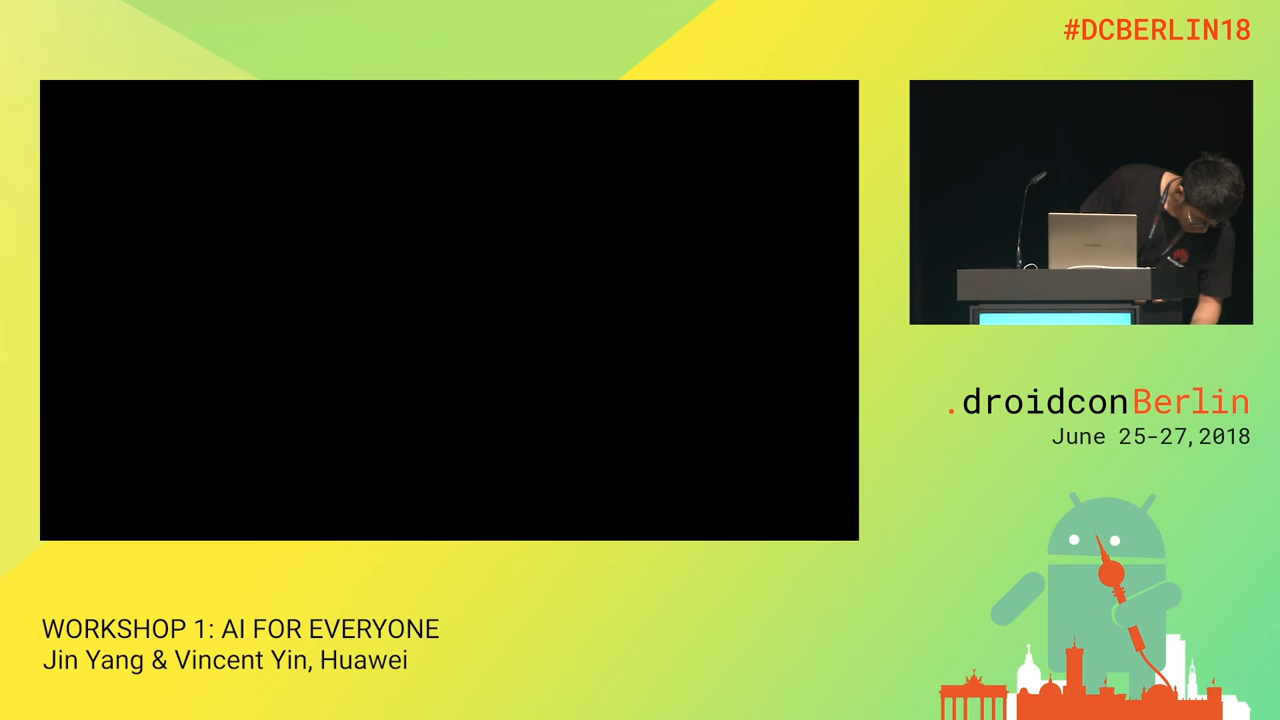 #DCBERLIN18
.droidconBerlin
June 25-27, 2018
WORKSHOP 1: AI FOR EVERYONE
Jin Yang & Vincent Yin, Huawei